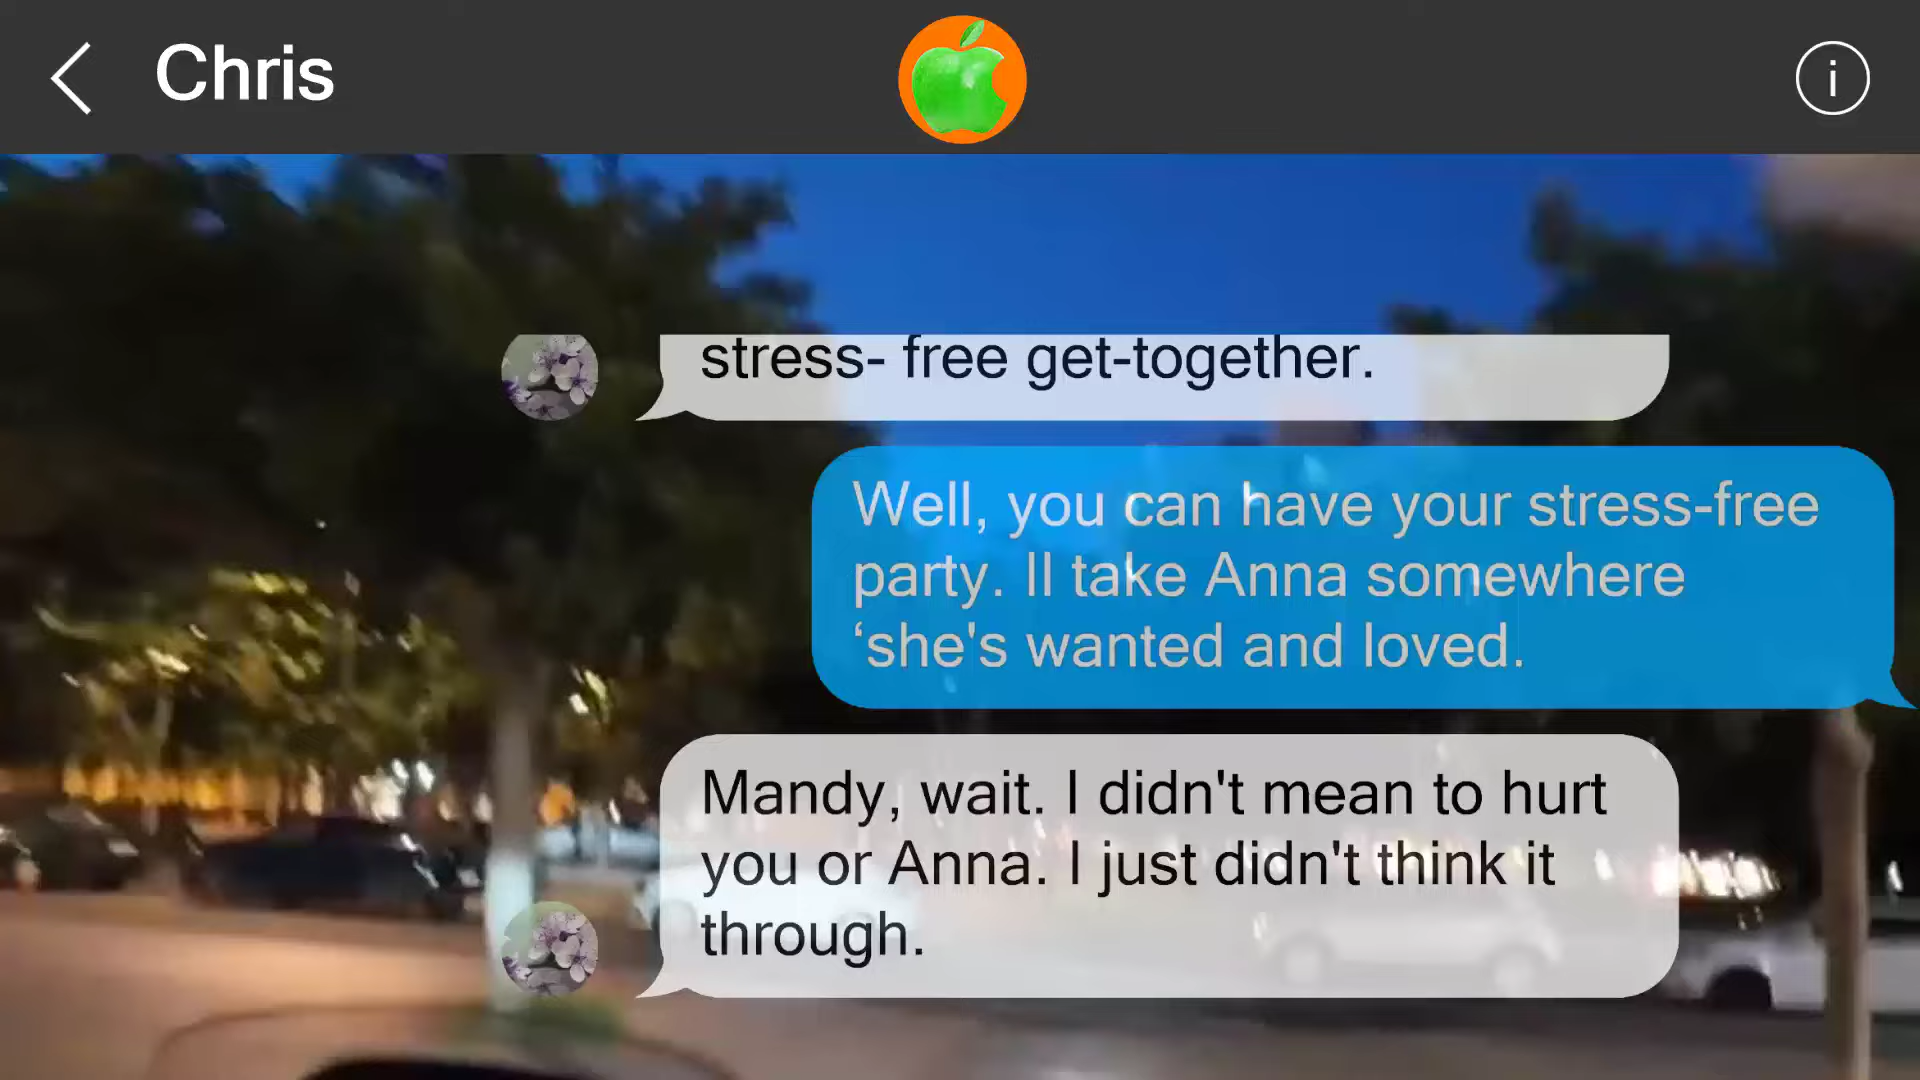 Chris
i
stress- free get-together.
Well, you can have your stress-free
party. II take Anna somewhere
‘she's wanted and loved.
Mandy, wait. I didn't mean to hurt
you or Anna. I just didn't think it
through.